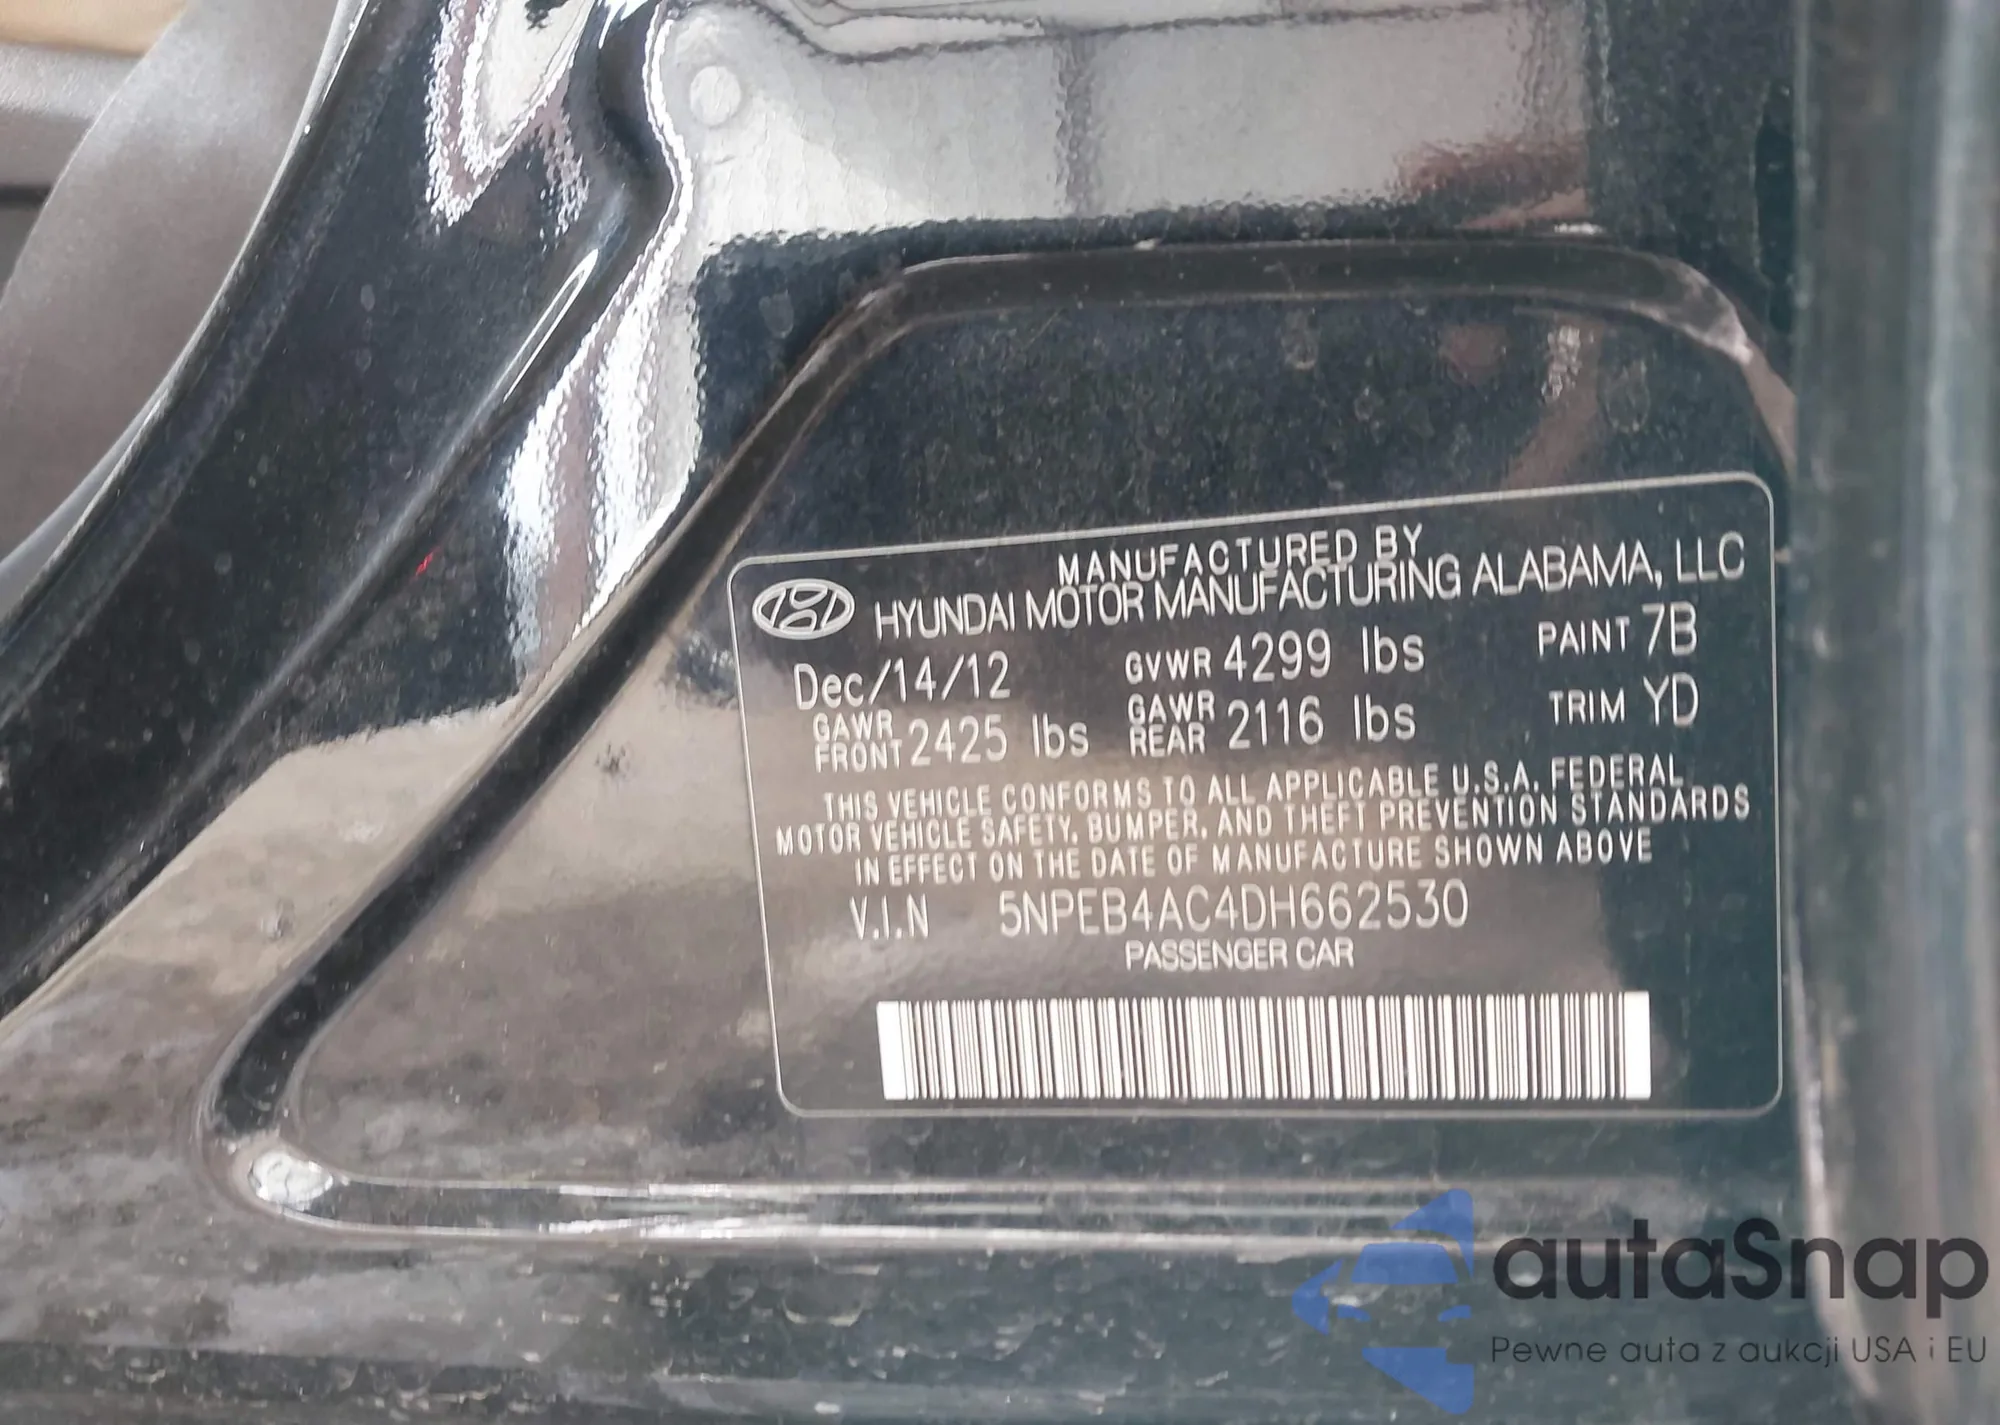 MANUFACTURED BY
HYUNDAI MOTOR MANUFACTURING ALABAMA, LLC
Dec/14/12 GVWR 4299 lbs PAINT 7B
GAWR FRONT 2425 lbs GAWR REAR 2116 lbs TRIM YD
THIS VEHICLE CONFORMS TO ALL APPLICABLE U.S.A. FEDERAL
MOTOR VEHICLE SAFETY, BUMPER, AND THEFT PREVENTION STANDARDS
IN EFFECT ON THE DATE OF MANUFACTURE SHOWN ABOVE
V.I.N 5NPEB4AC4DH662530
PASSENGER CAR
autaSnap
Pewne auta z aukcji USA i EU